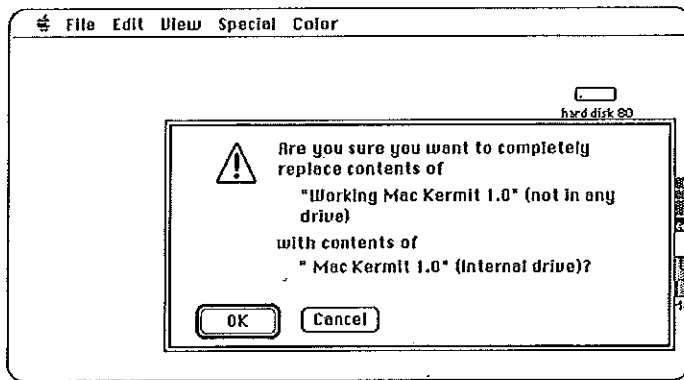 File Edit View Special Color
hard disk 80
Are you sure you want to completely
replace contents of
"Working Mac Kermit 1.0" (not in any
drive)
with contents of
" Mac Kermit 1.0" (internal drive)?
OK Cancel